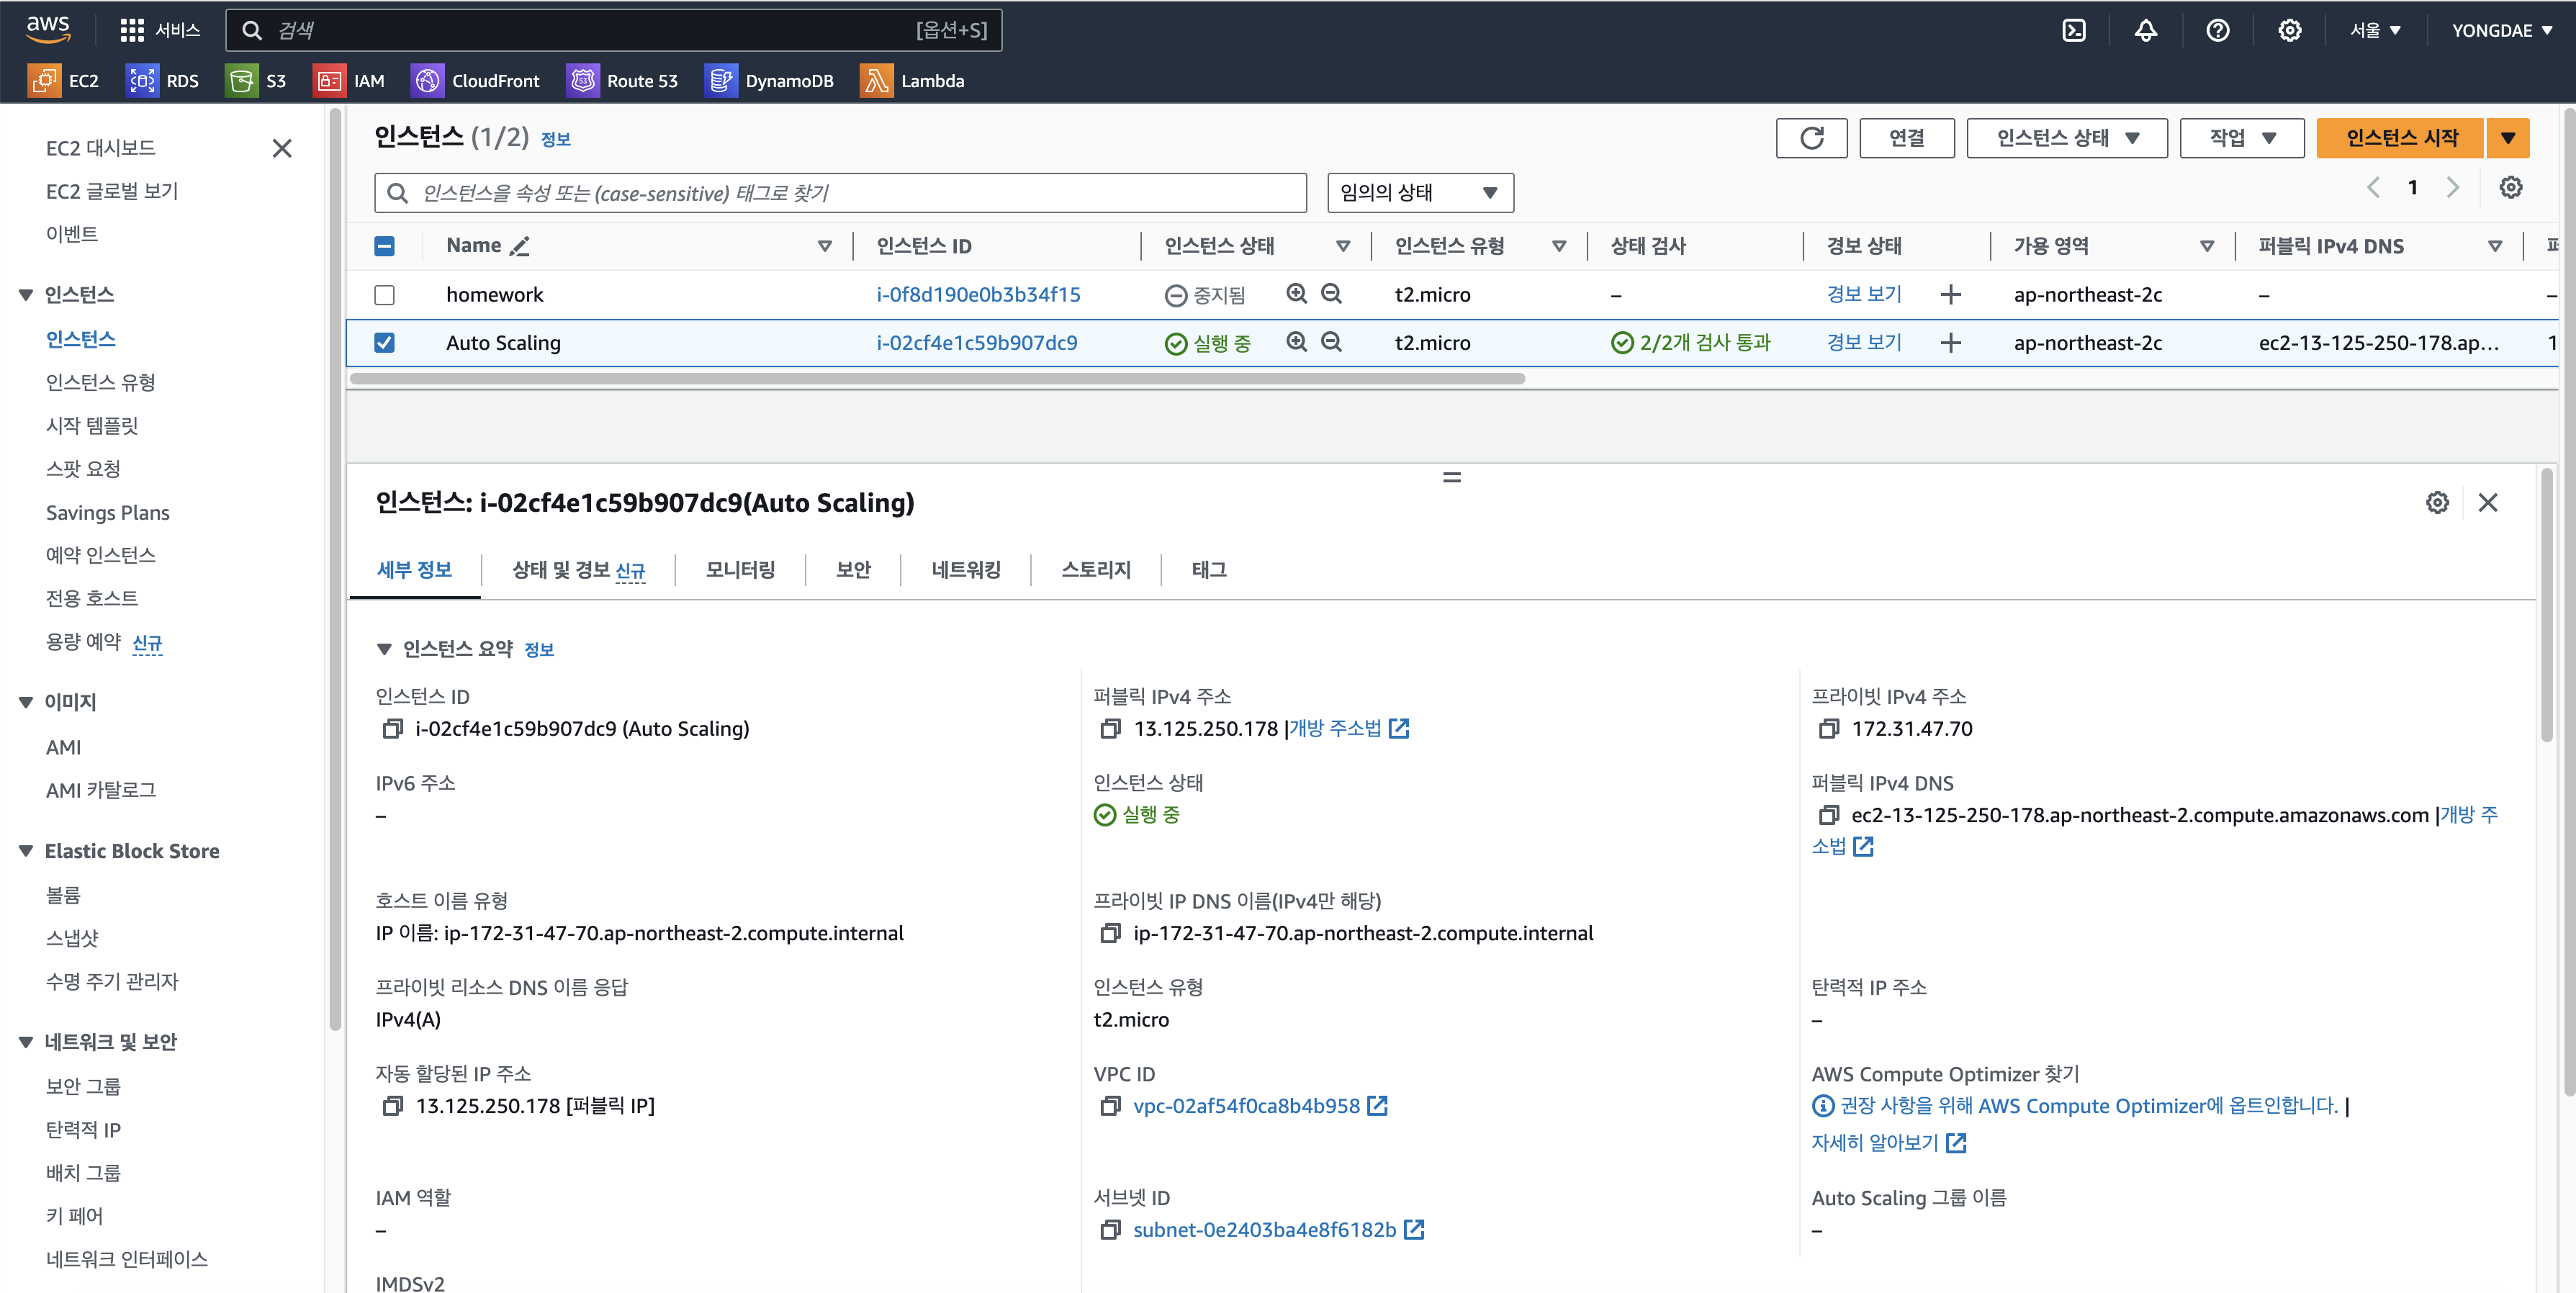 aws
서비스
검색
[옵션+S]
서울
YONGDAE
EC2
RDS
S3
IAM
CloudFront
Route 53
DynamoDB
Lambda
EC2 대시보드
EC2 글로벌 보기
이벤트
인스턴스
인스턴스
인스턴스 유형
시작 템플릿
스팟 요청
Savings Plans
예약 인스턴스
전용 호스트
용량 예약 신규
이미지
AMI
AMI 카탈로그
Elastic Block Store
볼륨
스냅샷
수명 주기 관리자
네트워크 및 보안
보안 그룹
탄력적 IP
배치 그룹
키 페어
네트워크 인터페이스
인스턴스 (1/2) 정보
연결
인스턴스 상태
작업
인스턴스 시작
인스턴스을 속성 또는 (case-sensitive) 태그로 찾기
임의의 상태
1
Name 인스턴스 ID 인스턴스 상태 인스턴스 유형 상태 검사 경보 상태 가용 영역 퍼블릭 IPv4 DNS
homework i-0f8d190e0b3b34f15 중지됨 t2.micro – 경보 보기 ap-northeast-2c – –
Auto Scaling i-02cf4e1c59b907dc9 실행 중 t2.micro 2/2개 검사 통과 경보 보기 ap-northeast-2c ec2-13-125-250-178.ap... 1
인스턴스: i-02cf4e1c59b907dc9(Auto Scaling)
세부 정보
상태 및 경보 신규
모니터링
보안
네트워킹
스토리지
태그
인스턴스 요약 정보
인스턴스 ID
i-02cf4e1c59b907dc9 (Auto Scaling)
퍼블릭 IPv4 주소
13.125.250.178 |개방 주소법
프라이빗 IPv4 주소
172.31.47.70
IPv6 주소
–
인스턴스 상태
실행 중
퍼블릭 IPv4 DNS
ec2-13-125-250-178.ap-northeast-2.compute.amazonaws.com |개방 주
소법
호스트 이름 유형
IP 이름: ip-172-31-47-70.ap-northeast-2.compute.internal
프라이빗 IP DNS 이름(IPv4만 해당)
ip-172-31-47-70.ap-northeast-2.compute.internal
프라이빗 리소스 DNS 이름 응답
IPv4(A)
인스턴스 유형
t2.micro
탄력적 IP 주소
–
자동 할당된 IP 주소
13.125.250.178 [퍼블릭 IP]
VPC ID
vpc-02af54f0ca8b4b958
AWS Compute Optimizer 찾기
권장 사항을 위해 AWS Compute Optimizer에 옵트인합니다. |
자세히 알아보기
IAM 역할
–
서브넷 ID
subnet-0e2403ba4e8f6182b
Auto Scaling 그룹 이름
–
IMDSv2